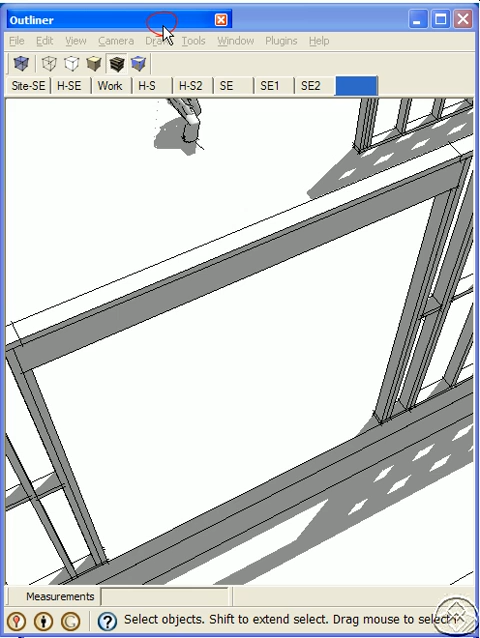 Outliner
File Edit View Camera Draw Tools Window Plugins Help
Site-SE H-SE Work H-S H-S2 SE SE1 SE2
Measurements
Select objects. Shift to extend select. Drag mouse to select